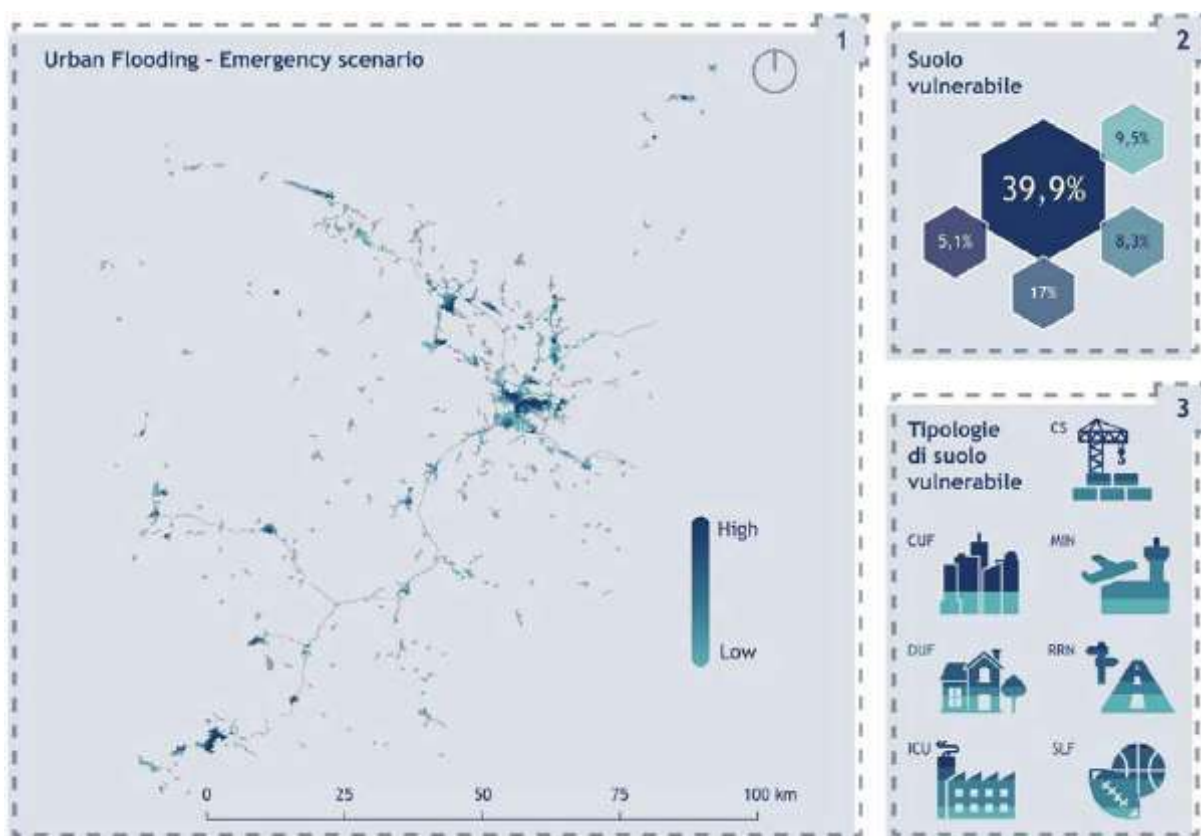 Urban Flooding - Emergency scenario
1
High
Low
0 25 50 75 100 km
2
Suolo
vulnerabile
9,5%
39,9%
5,1%
8,3%
17%
3
Tipologie
di suolo
vulnerabile
CS
CUF
MIN
DUF
RRN
ICU
SLF